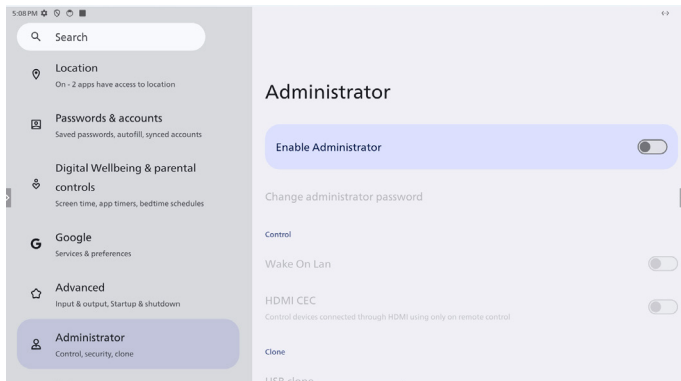 5:08 PM
Search
Location
On - 2 apps have access to location
Passwords & accounts
Saved passwords, autofill, synced accounts
Digital Wellbeing & parental
controls
Screen time, app timers, bedtime schedules
Google
Services & preferences
Advanced
Input & output, Startup & shutdown
Administrator
Control, security, clone
Administrator
Enable Administrator
Change administrator password
Control
Wake On Lan
HDMI CEC
Control devices connected through HDMI using only on remote control
Clone
USB clone